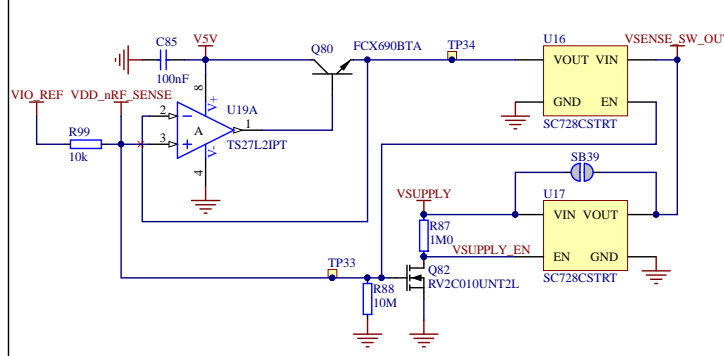 C85
V5V
100nF
Q80
FCX690BTA
TP34
U16
VSENSE_SW_OUT
VOUT
VIN
GND
EN
SC728CSTRT
VIO_REF
VDD_nRF_SENSE
R99
10k
8
V+
U19A
2
A
1
3
TS27L2IPT
V-
4
SB39
VSUPPLY
U17
R87
1M0
VIN
VOUT
VSUPPLY_EN
EN
GND
SC728CSTRT
TP33
R88
10M
Q82
RV2C010UNT2L